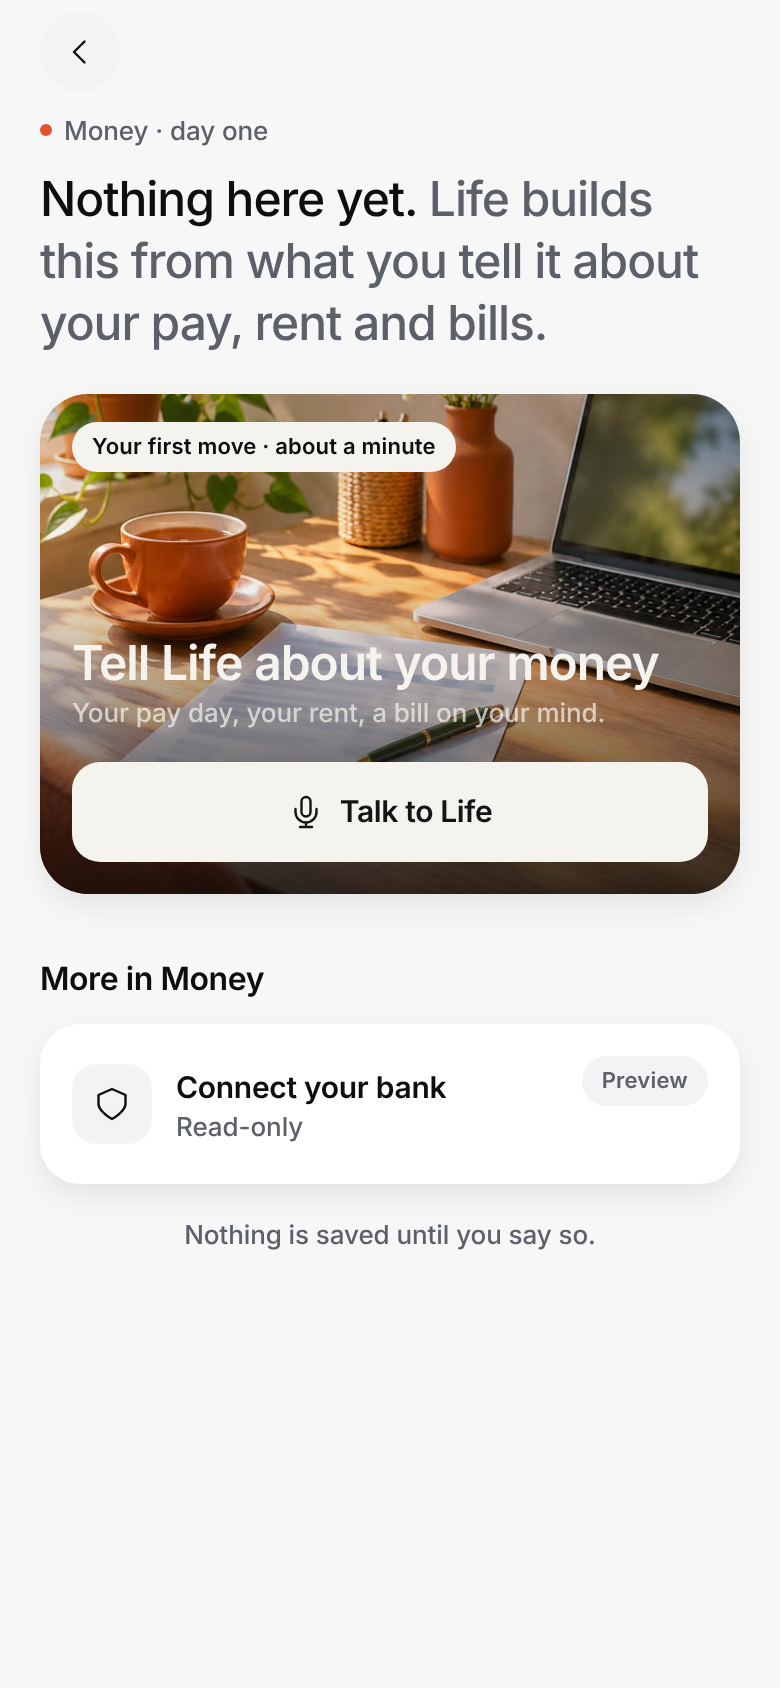 Money · day one
Nothing here yet. Life builds
this from what you tell it about
your pay, rent and bills.
Your first move · about a minute
Tell Life about your money
Your pay day, your rent, a bill on your mind.
Talk to Life
More in Money
Connect your bank
Preview
Read-only
Nothing is saved until you say so.